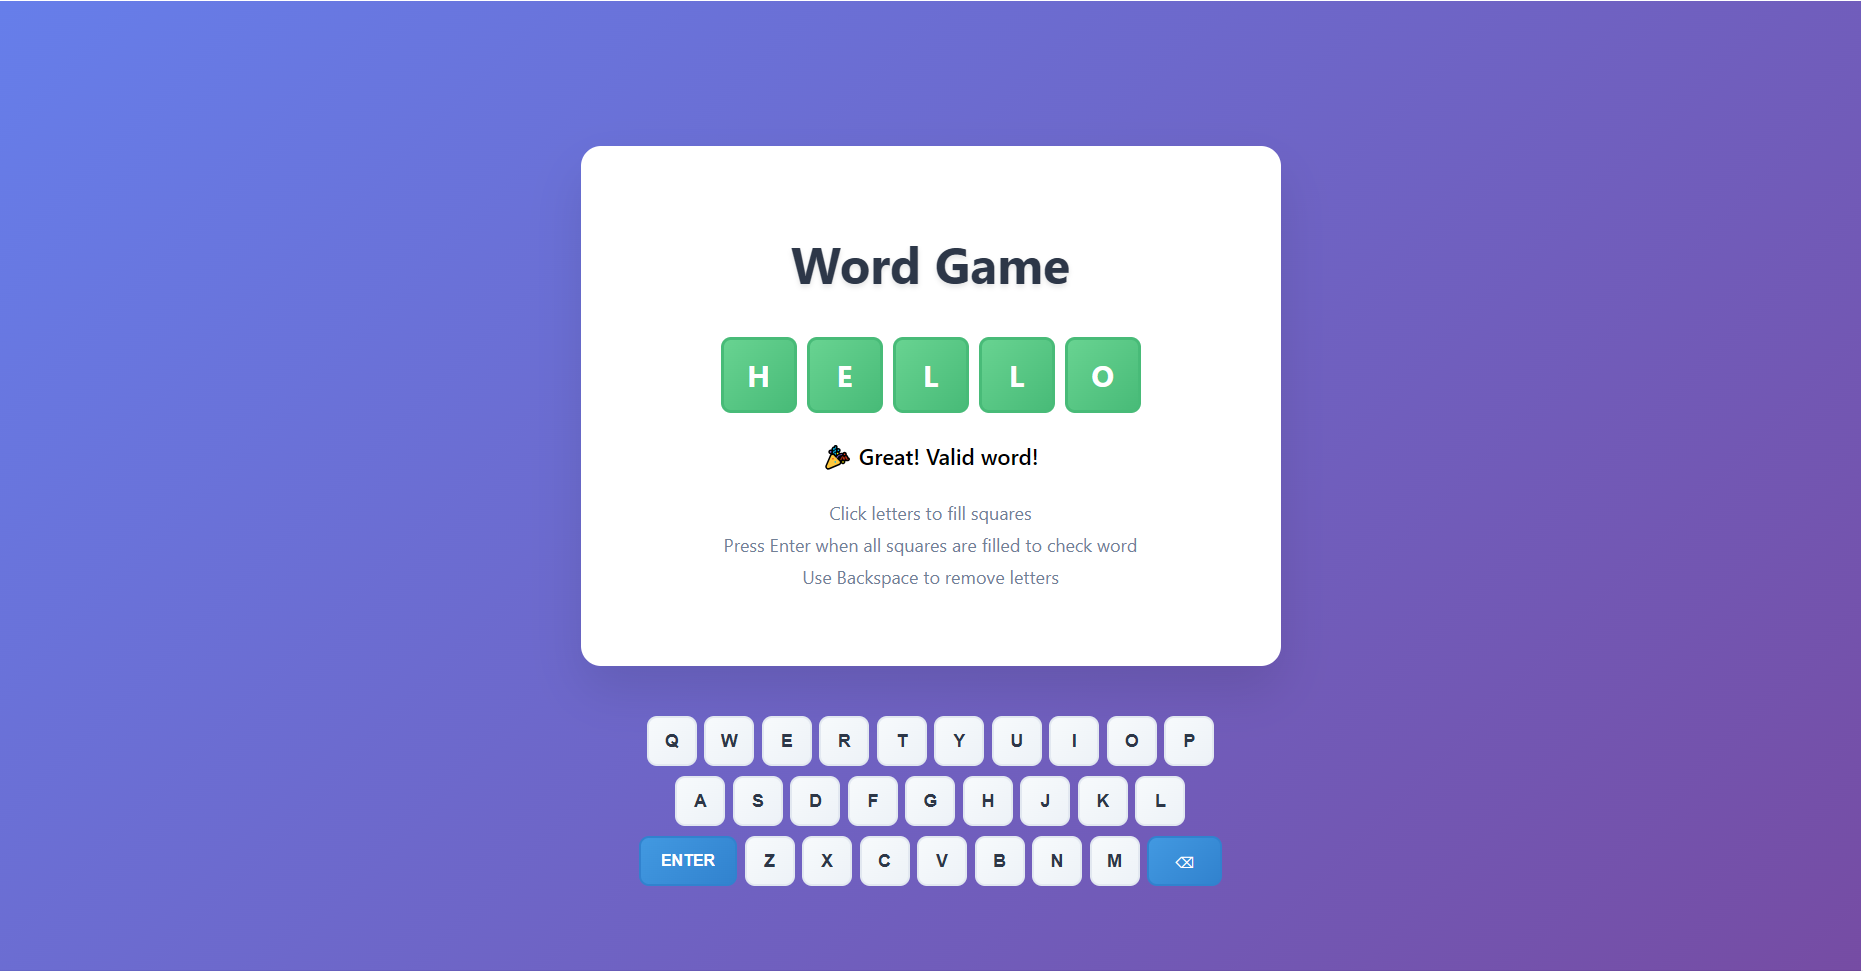 Word Game
H E L L O
🎉 Great! Valid word!
Click letters to fill squares
Press Enter when all squares are filled to check word
Use Backspace to remove letters
Q W E R T Y U I O P
A S D F G H J K L
ENTER Z X C V B N M ⌫